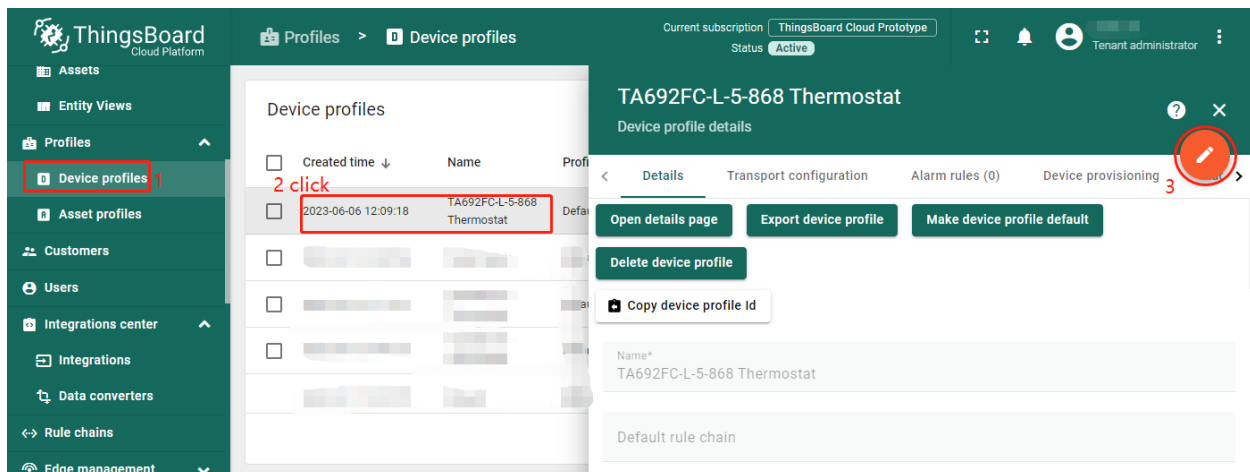 ThingsBoard
Cloud Platform
Profiles > Device profiles
Current subscription ThingsBoard Cloud Prototype
Status Active
Tenant administrator
Assets
Entity Views
Profiles
Device profiles 1
Asset profiles
Customers
Users
Integrations center
Integrations
Data converters
Rule chains
Edge management
Device profiles
Created time ↓ Name Profi
2 click
2023-06-06 12:09:18 TA692FC-L-5-868 Defau
Thermostat
TA692FC-L-5-868 Thermostat
Device profile details
Details Transport configuration Alarm rules (0) Device provisioning 3
Open details page Export device profile Make device profile default
Delete device profile
Copy device profile Id
Name*
TA692FC-L-5-868 Thermostat
Default rule chain